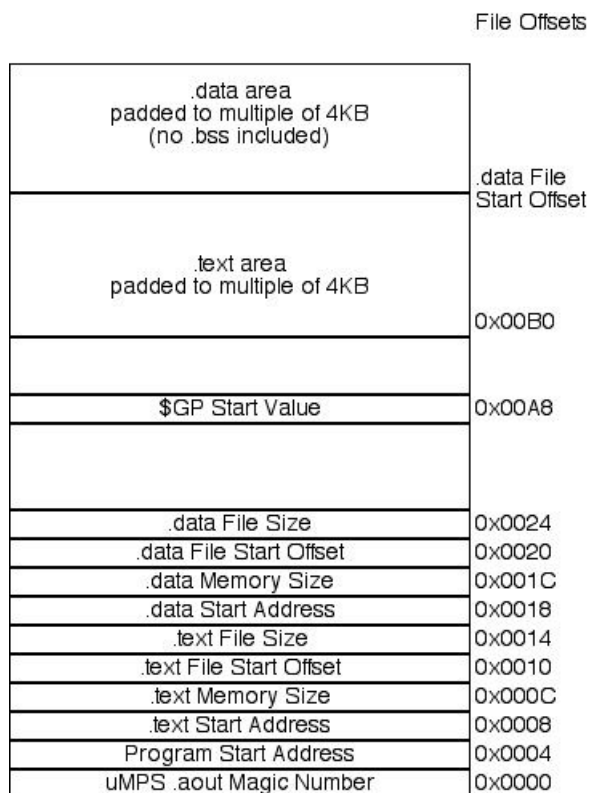 File Offsets
.data area
padded to multiple of 4KB
(no .bss included)
.data File
Start Offset
.text area
padded to multiple of 4KB
0x00B0
$GP Start Value 0x00A8
.data File Size 0x0024
.data File Start Offset 0x0020
.data Memory Size 0x001C
.data Start Address 0x0018
.text File Size 0x0014
.text File Start Offset 0x0010
.text Memory Size 0x000C
.text Start Address 0x0008
Program Start Address 0x0004
uMPS .aout Magic Number 0x0000